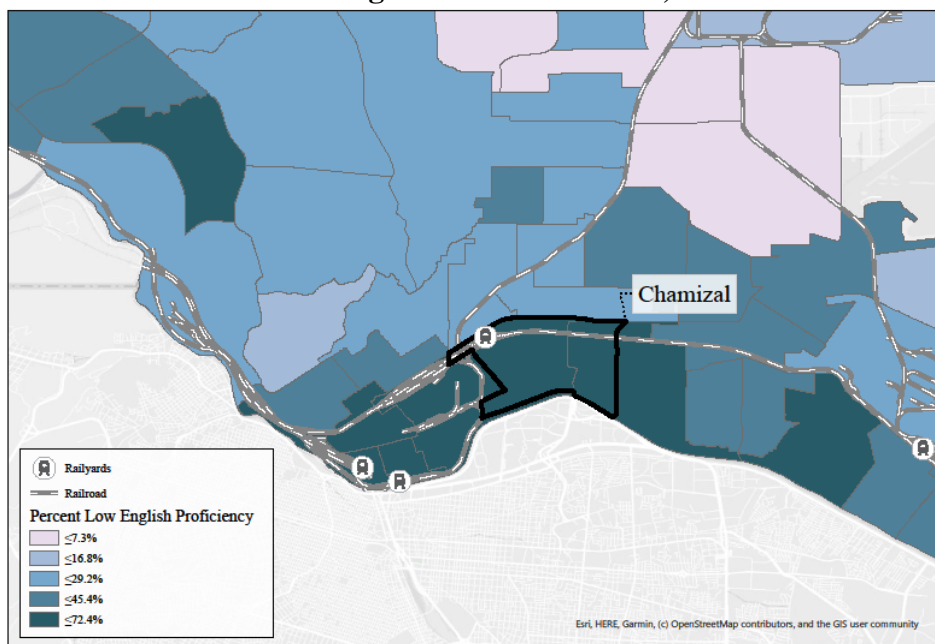 Chamizal
Railyards
Railroad
Percent Low English Proficiency
≤7.3%
≤16.8%
≤29.2%
≤45.4%
≤72.4%
Esri, HERE, Garmin, (c) OpenStreetMap contributors, and the GIS user community